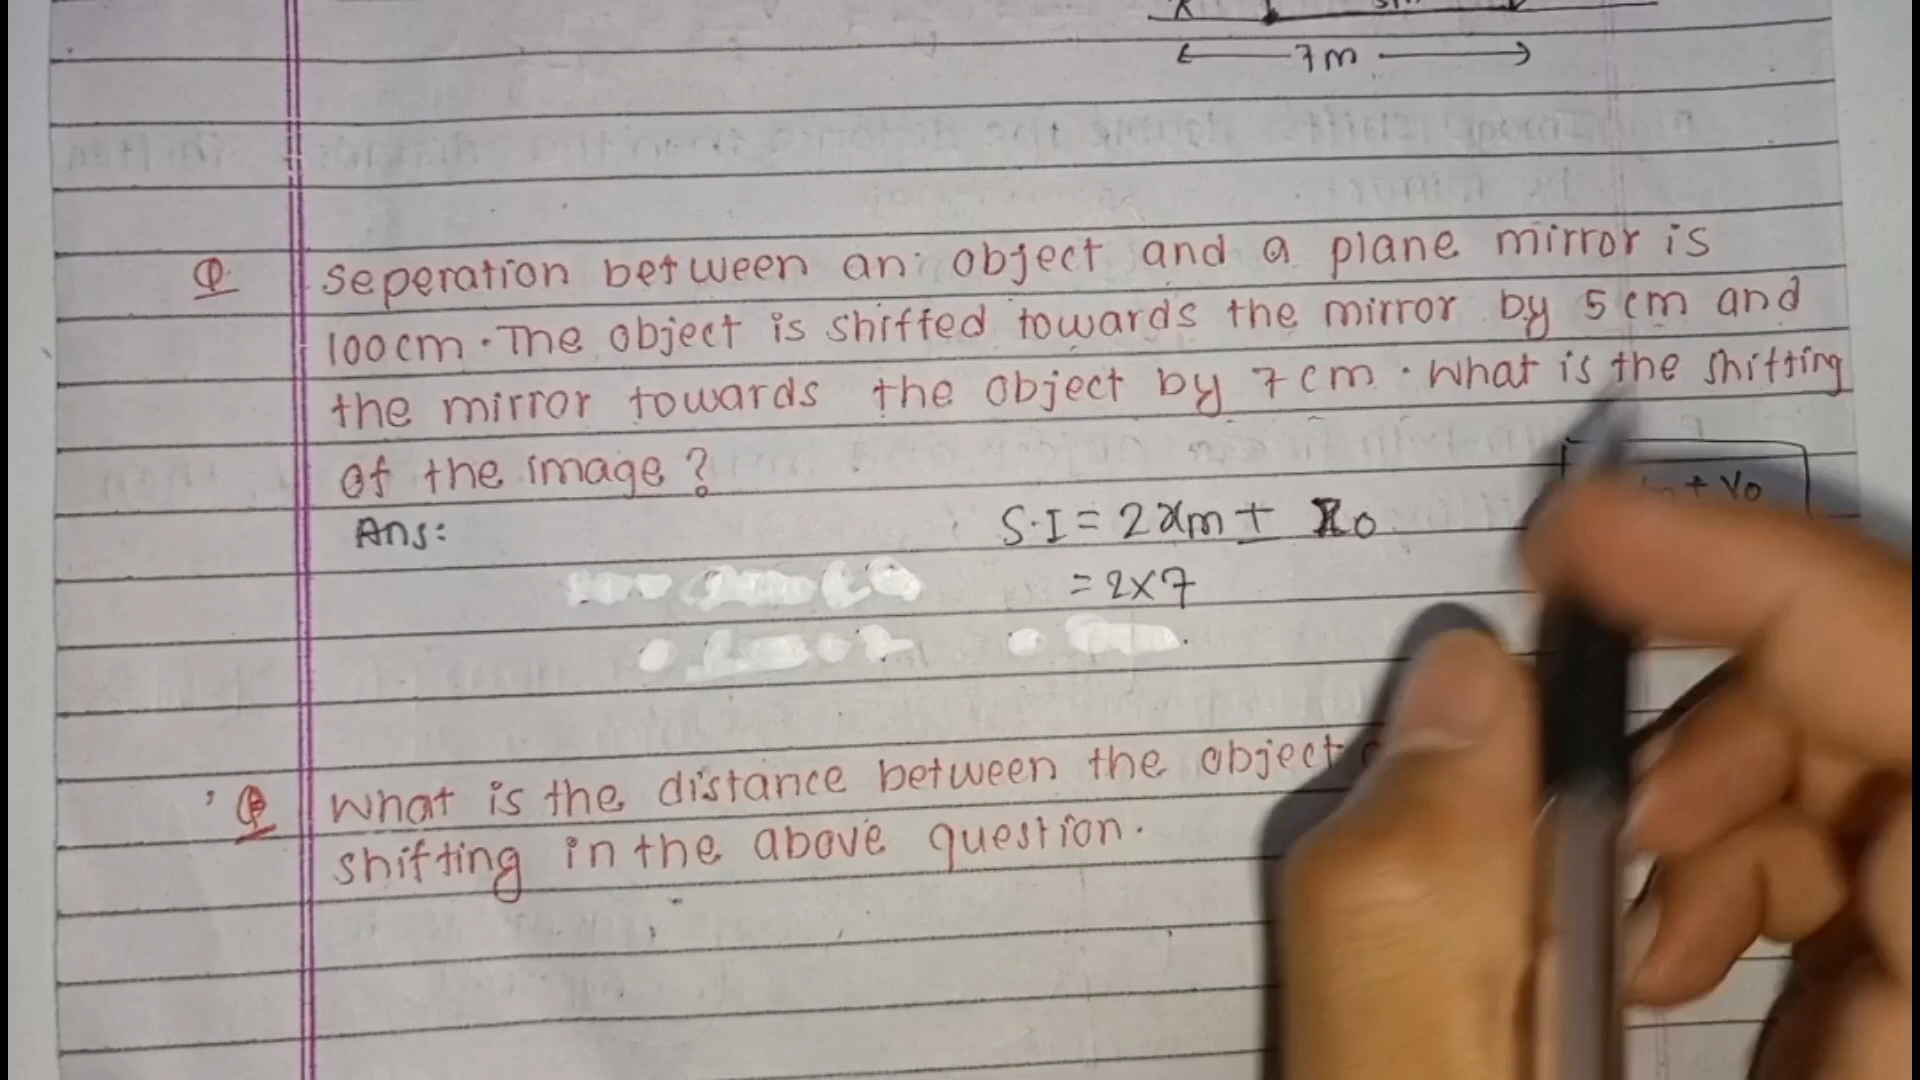 7m
Q seperation between an object and a plane mirror is
100cm. The object is shiffed towards the mirror by 5cm and
the mirror towards the object by 7cm. What is the shifting
of the image?
+ Vo
Ans: S.I = 2xm ± xo
= 2×7
Q What is the distance between the object
shifting in the above question.